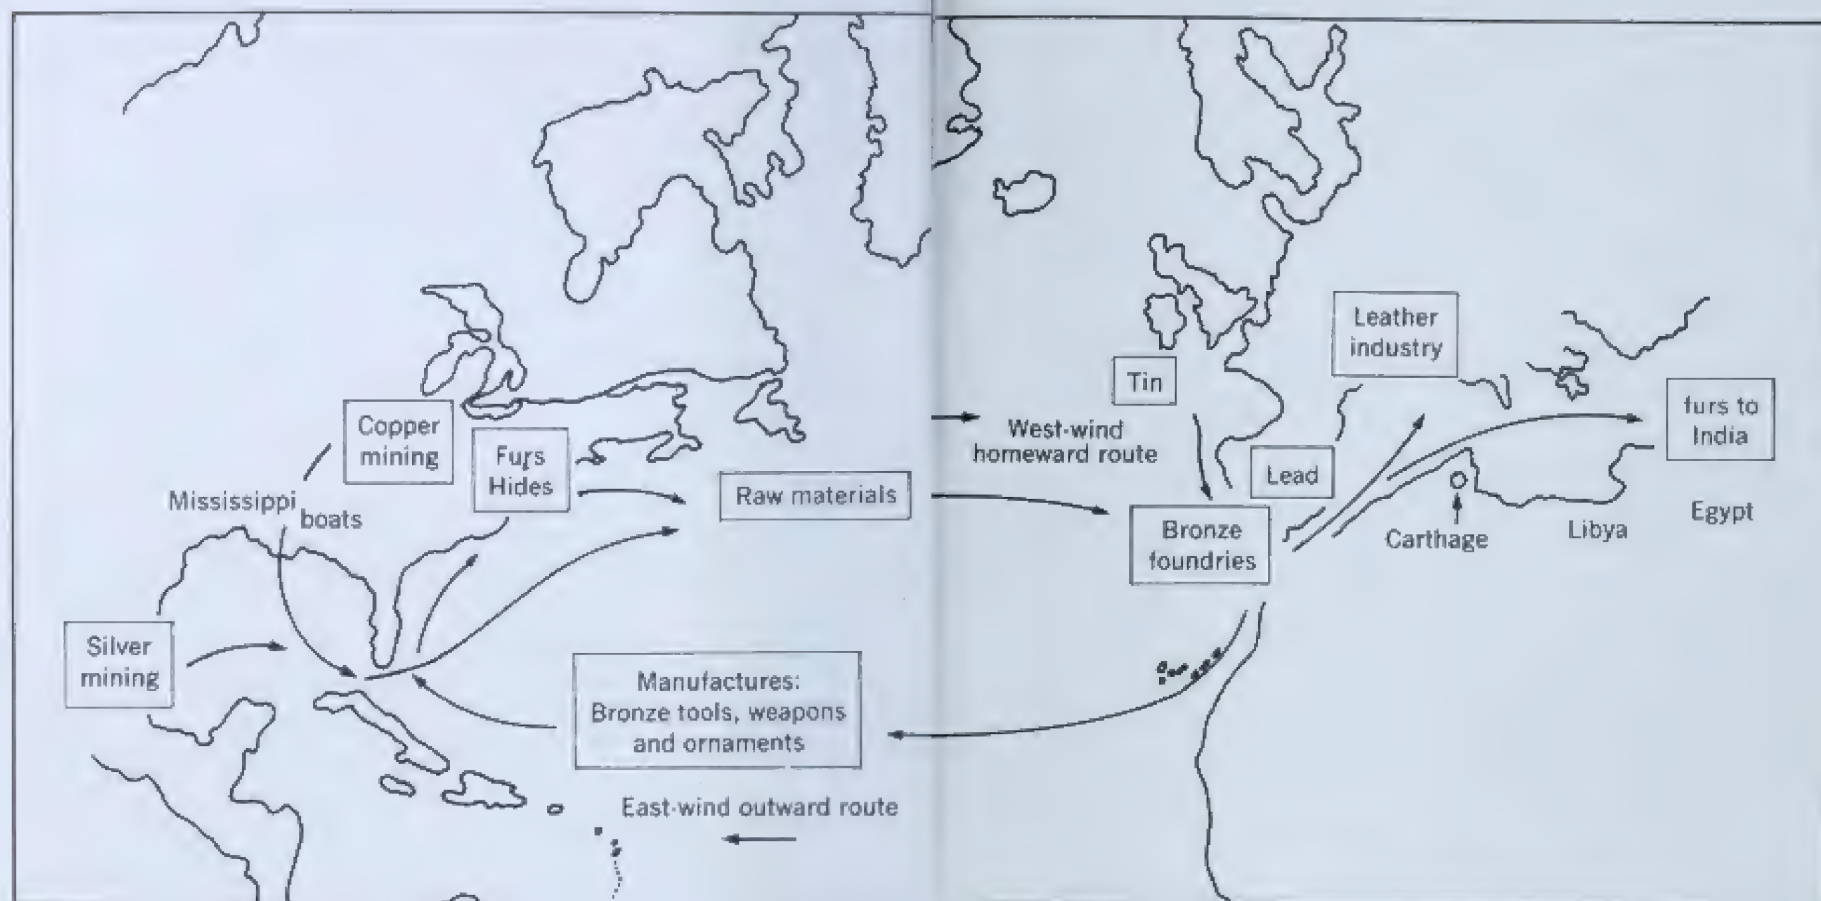 Copper
mining
Furs
Hides
Mississippi
boats
Raw materials
Silver
mining
Manufactures:
Bronze tools, weapons
and ornaments
East-wind outward route
West-wind
homeward route
Tin
Lead
Bronze
foundries
Leather
industry
furs to
India
Carthage
Libya
Egypt